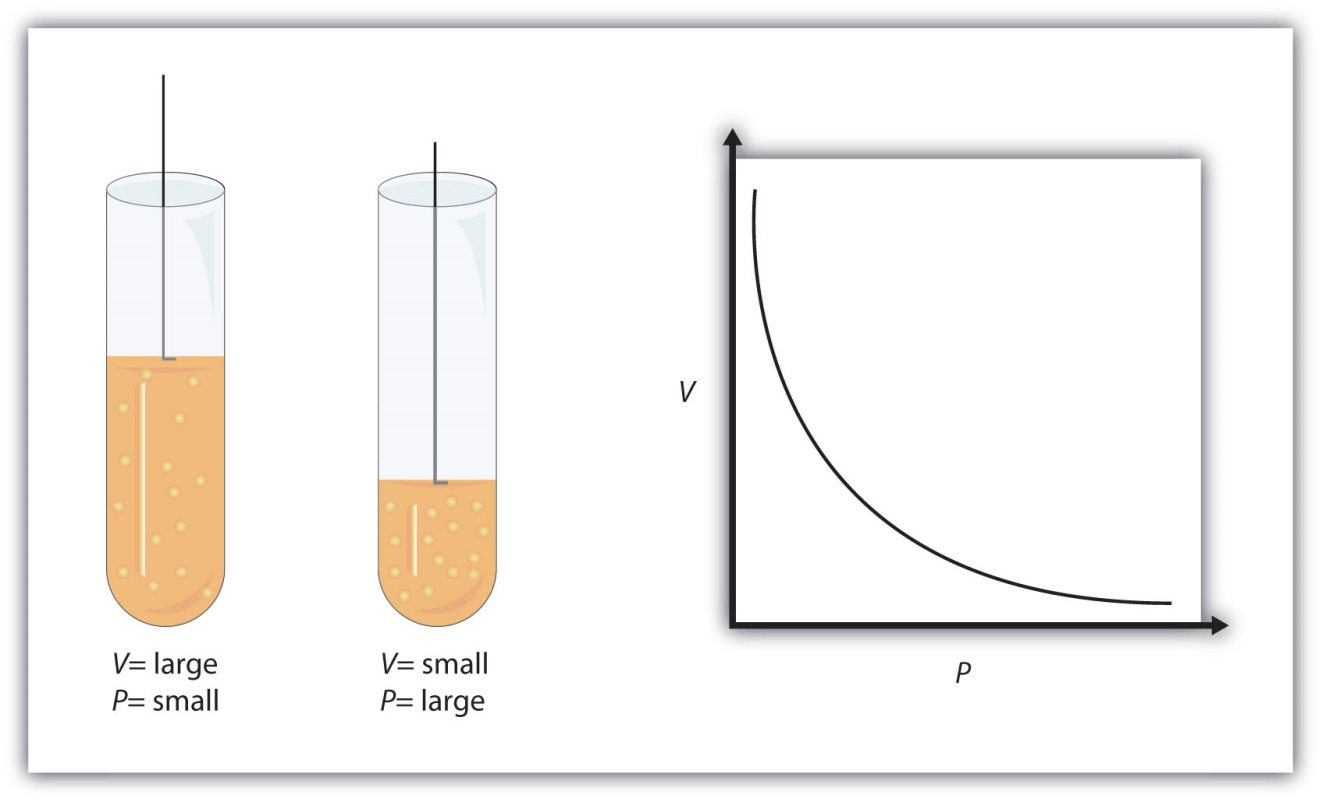 V= large
P= small
V= small
P= large
V
P